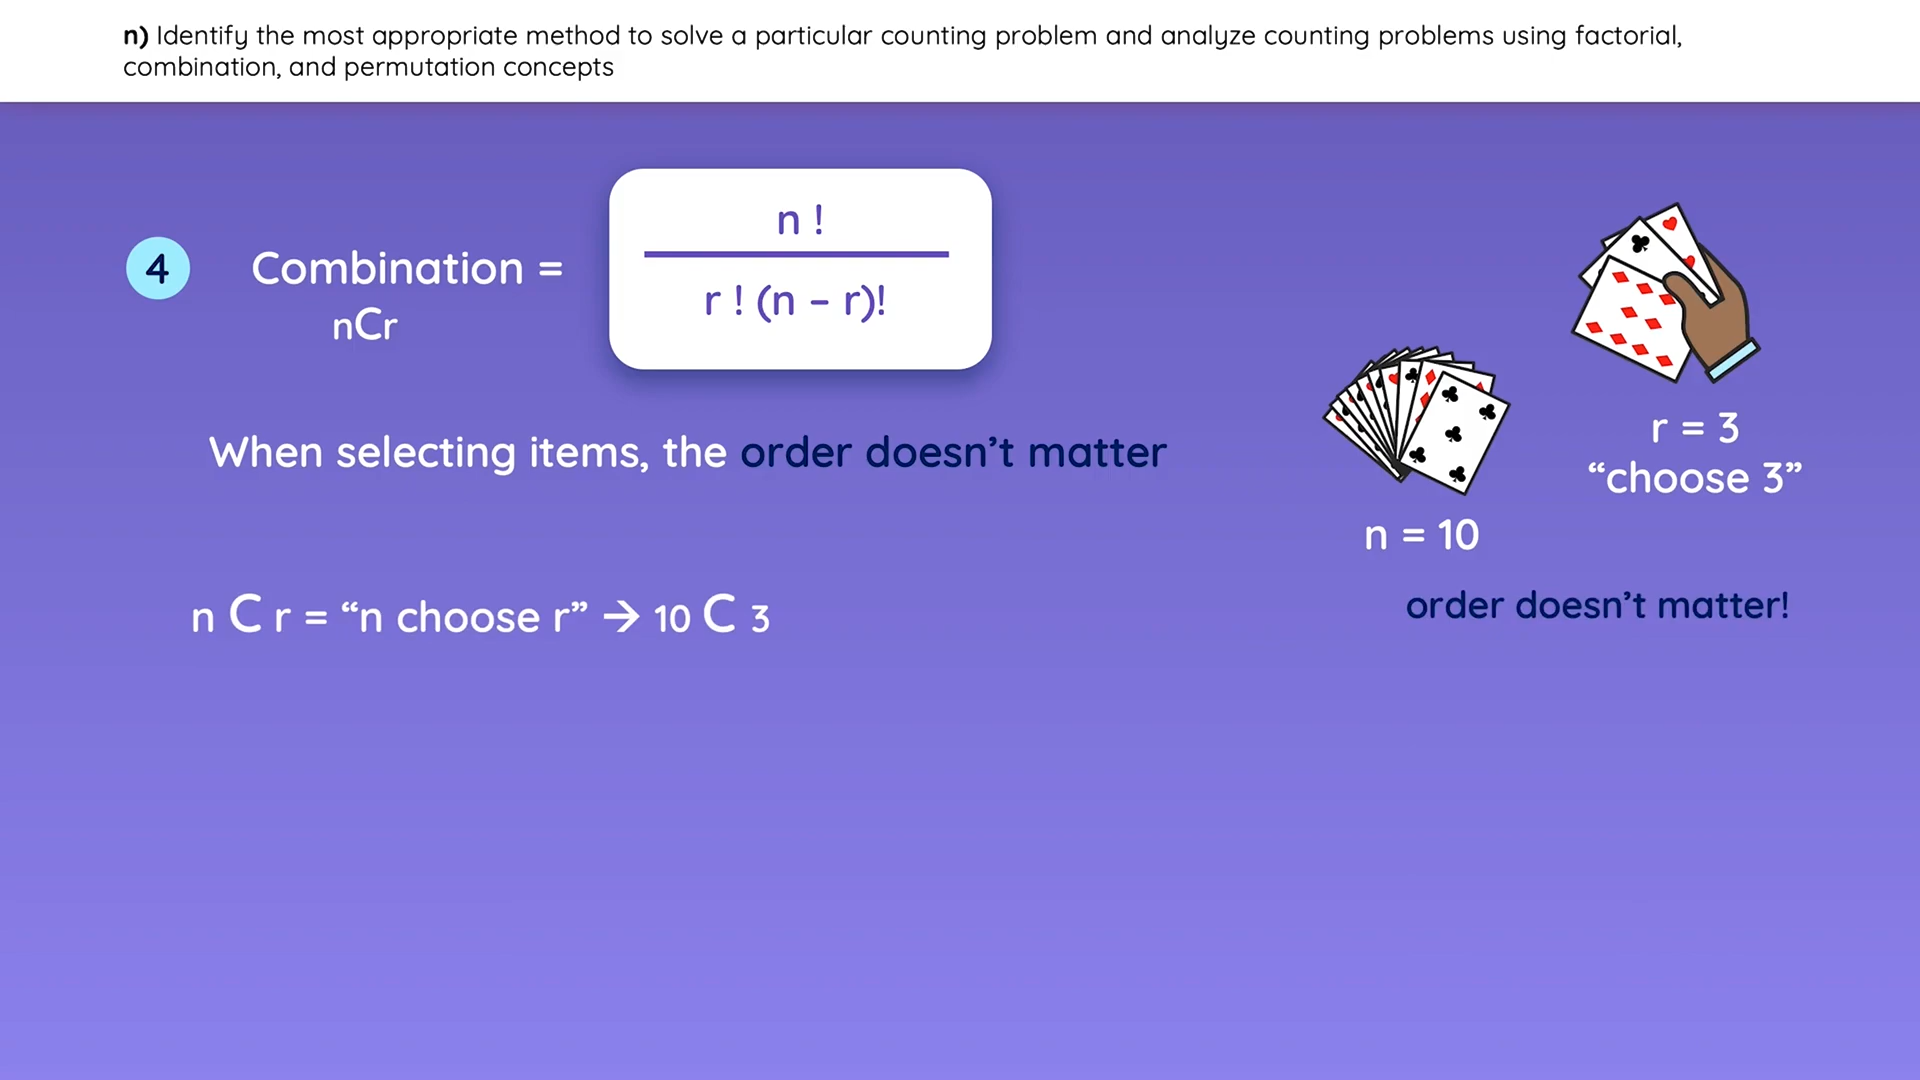 n) Identify the most appropriate method to solve a particular counting problem and analyze counting problems using factorial,
combination, and permutation concepts
4
Combination =
nCr
n !
r ! (n – r)!
When selecting items, the order doesn’t matter
r = 3
“choose 3”
n = 10
order doesn’t matter!
n C r = “n choose r” → 10 C 3